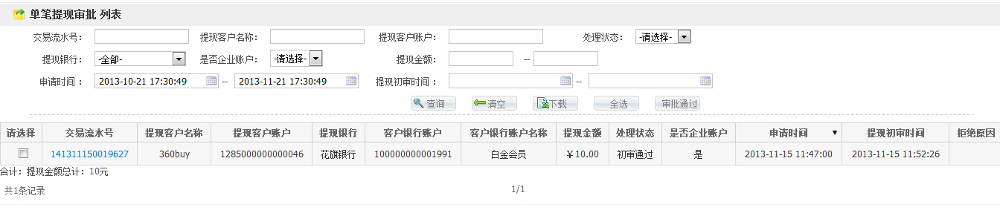 单笔提现审批 列表
交易流水号： 提现客户名称： 提现客户账户： 处理状态： -请选择-
提现银行： -全部- 是否企业账户： -请选择- 提现金额： --
申请时间 ： 2013-10-21 17:30:49 -- 2013-11-21 17:30:49 提现初审时间 ： --
查询 清空 下载 全选 审批通过
请选择 交易流水号 提现客户名称 提现客户账户 提现银行 客户银行账户 客户银行账户名称 提现金额 处理状态 是否企业账户 申请时间 ▼ 提现初审时间 拒绝原因
141311150019627 360buy 1285000000000046 花旗银行 100000000001991 白金会员 ￥10.00 初审通过 是 2013-11-15 11:47:00 2013-11-15 11:52:26
合计：提现金额总计：10元
共1条记录 1/1